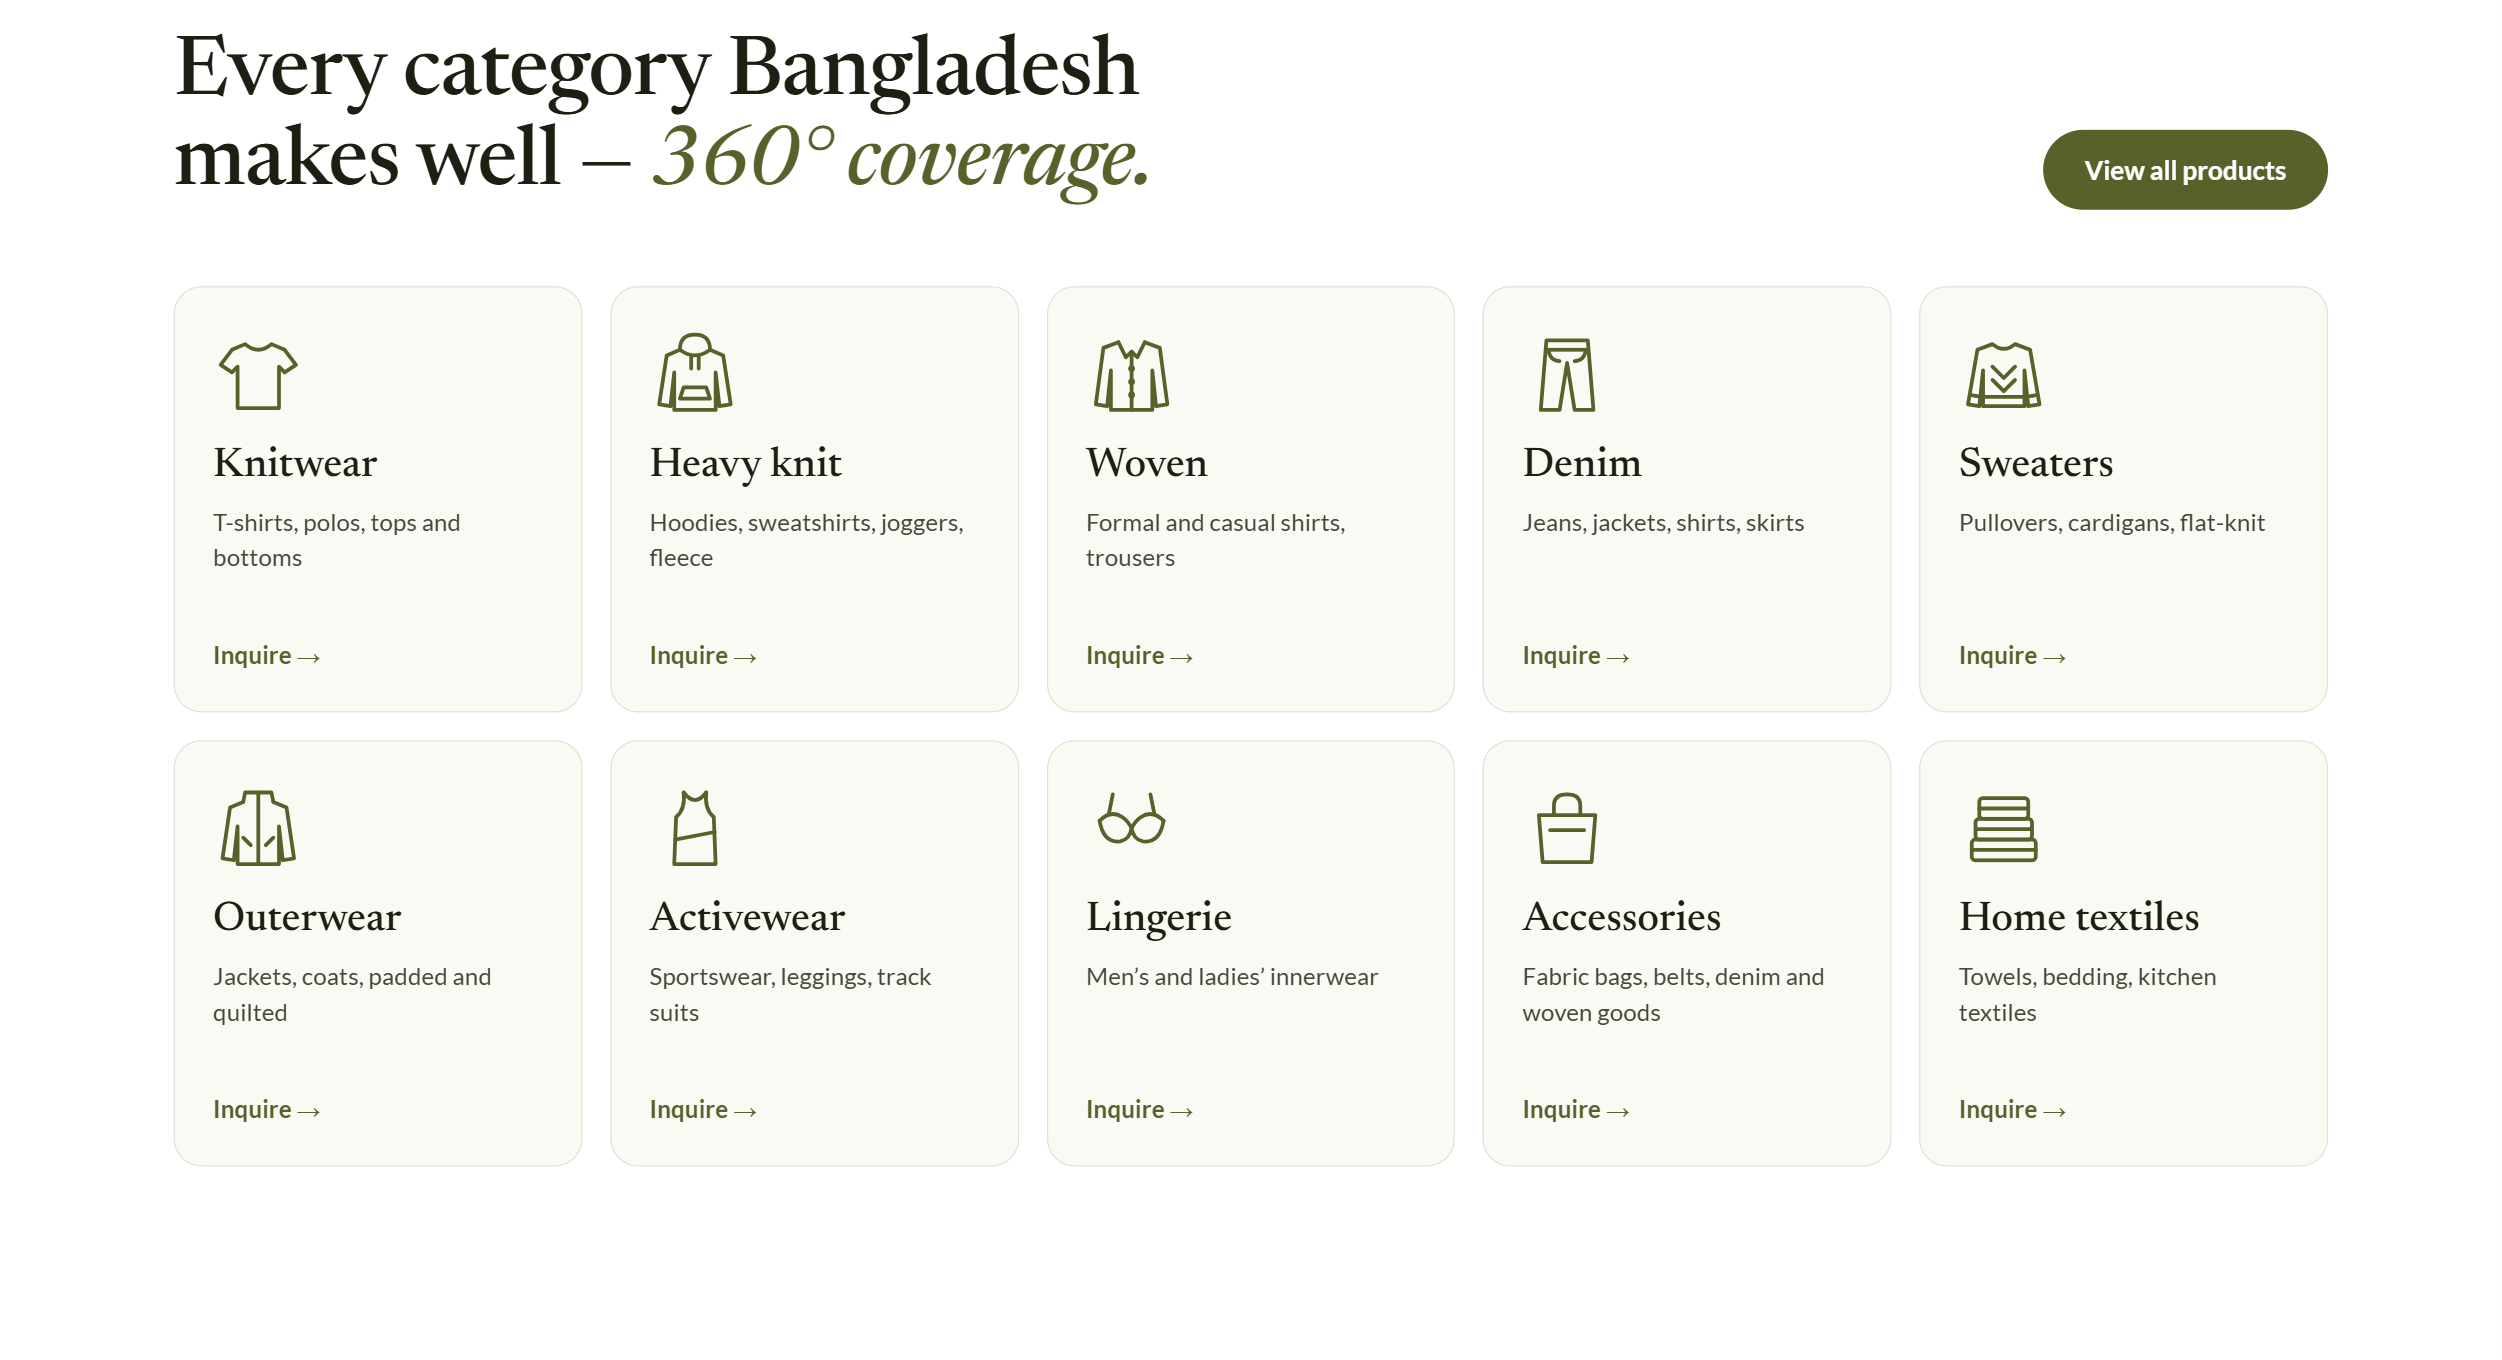 Every category Bangladesh
makes well – 360° coverage.
View all products
Knitwear
T-shirts, polos, tops and
bottoms
Inquire →
Heavy knit
Hoodies, sweatshirts, joggers,
fleece
Inquire →
Woven
Formal and casual shirts,
trousers
Inquire →
Denim
Jeans, jackets, shirts, skirts
Inquire →
Sweaters
Pullovers, cardigans, flat-knit
Inquire →
Outerwear
Jackets, coats, padded and
quilted
Inquire →
Activewear
Sportswear, leggings, track
suits
Inquire →
Lingerie
Men’s and ladies’ innerwear
Inquire →
Accessories
Fabric bags, belts, denim and
woven goods
Inquire →
Home textiles
Towels, bedding, kitchen
textiles
Inquire →